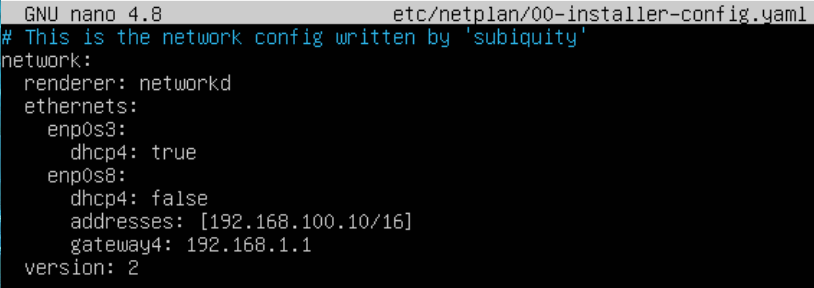 GNU nano 4.8 etc/netplan/00-installer-config.yaml
# This is the network config written by 'subiquity'
network:
  renderer: networkd
  ethernets:
    enp0s3:
      dhcp4: true
    enp0s8:
      dhcp4: false
      addresses: [192.168.100.10/16]
      gateway4: 192.168.1.1
  version: 2